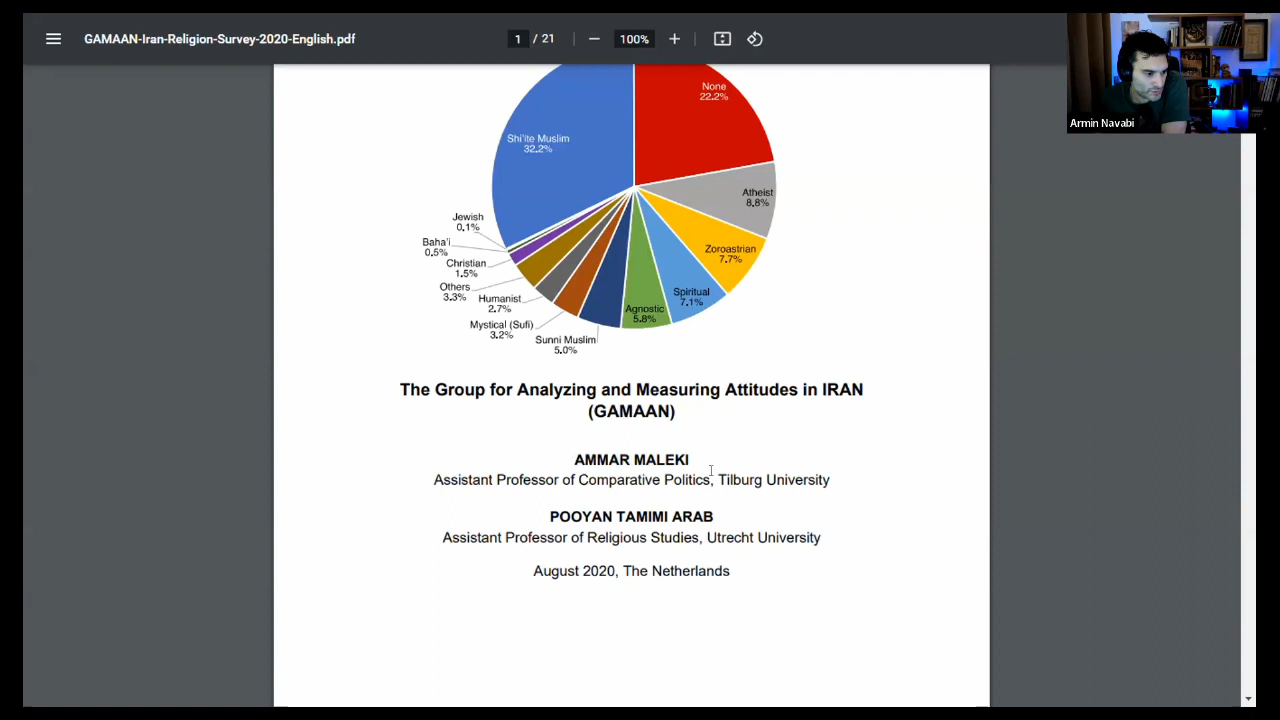 GAMAAN-Iran-Religion-Survey-2020-English.pdf
1 / 21
100%
Armin Navabi
None
22.2%
Shi'ite Muslim
32.2%
Atheist
8.8%
Jewish
0.1%
Baha'i
0.5%
Zoroastrian
7.7%
Christian
1.5%
Others
3.3%
Spiritual
7.1%
Humanist
2.7%
Agnostic
5.8%
Mystical (Sufi)
3.2%
Sunni Muslim
5.0%
The Group for Analyzing and Measuring Attitudes in IRAN
(GAMAAN)
AMMAR MALEKI
Assistant Professor of Comparative Politics, Tilburg University
POOYAN TAMIMI ARAB
Assistant Professor of Religious Studies, Utrecht University
August 2020, The Netherlands